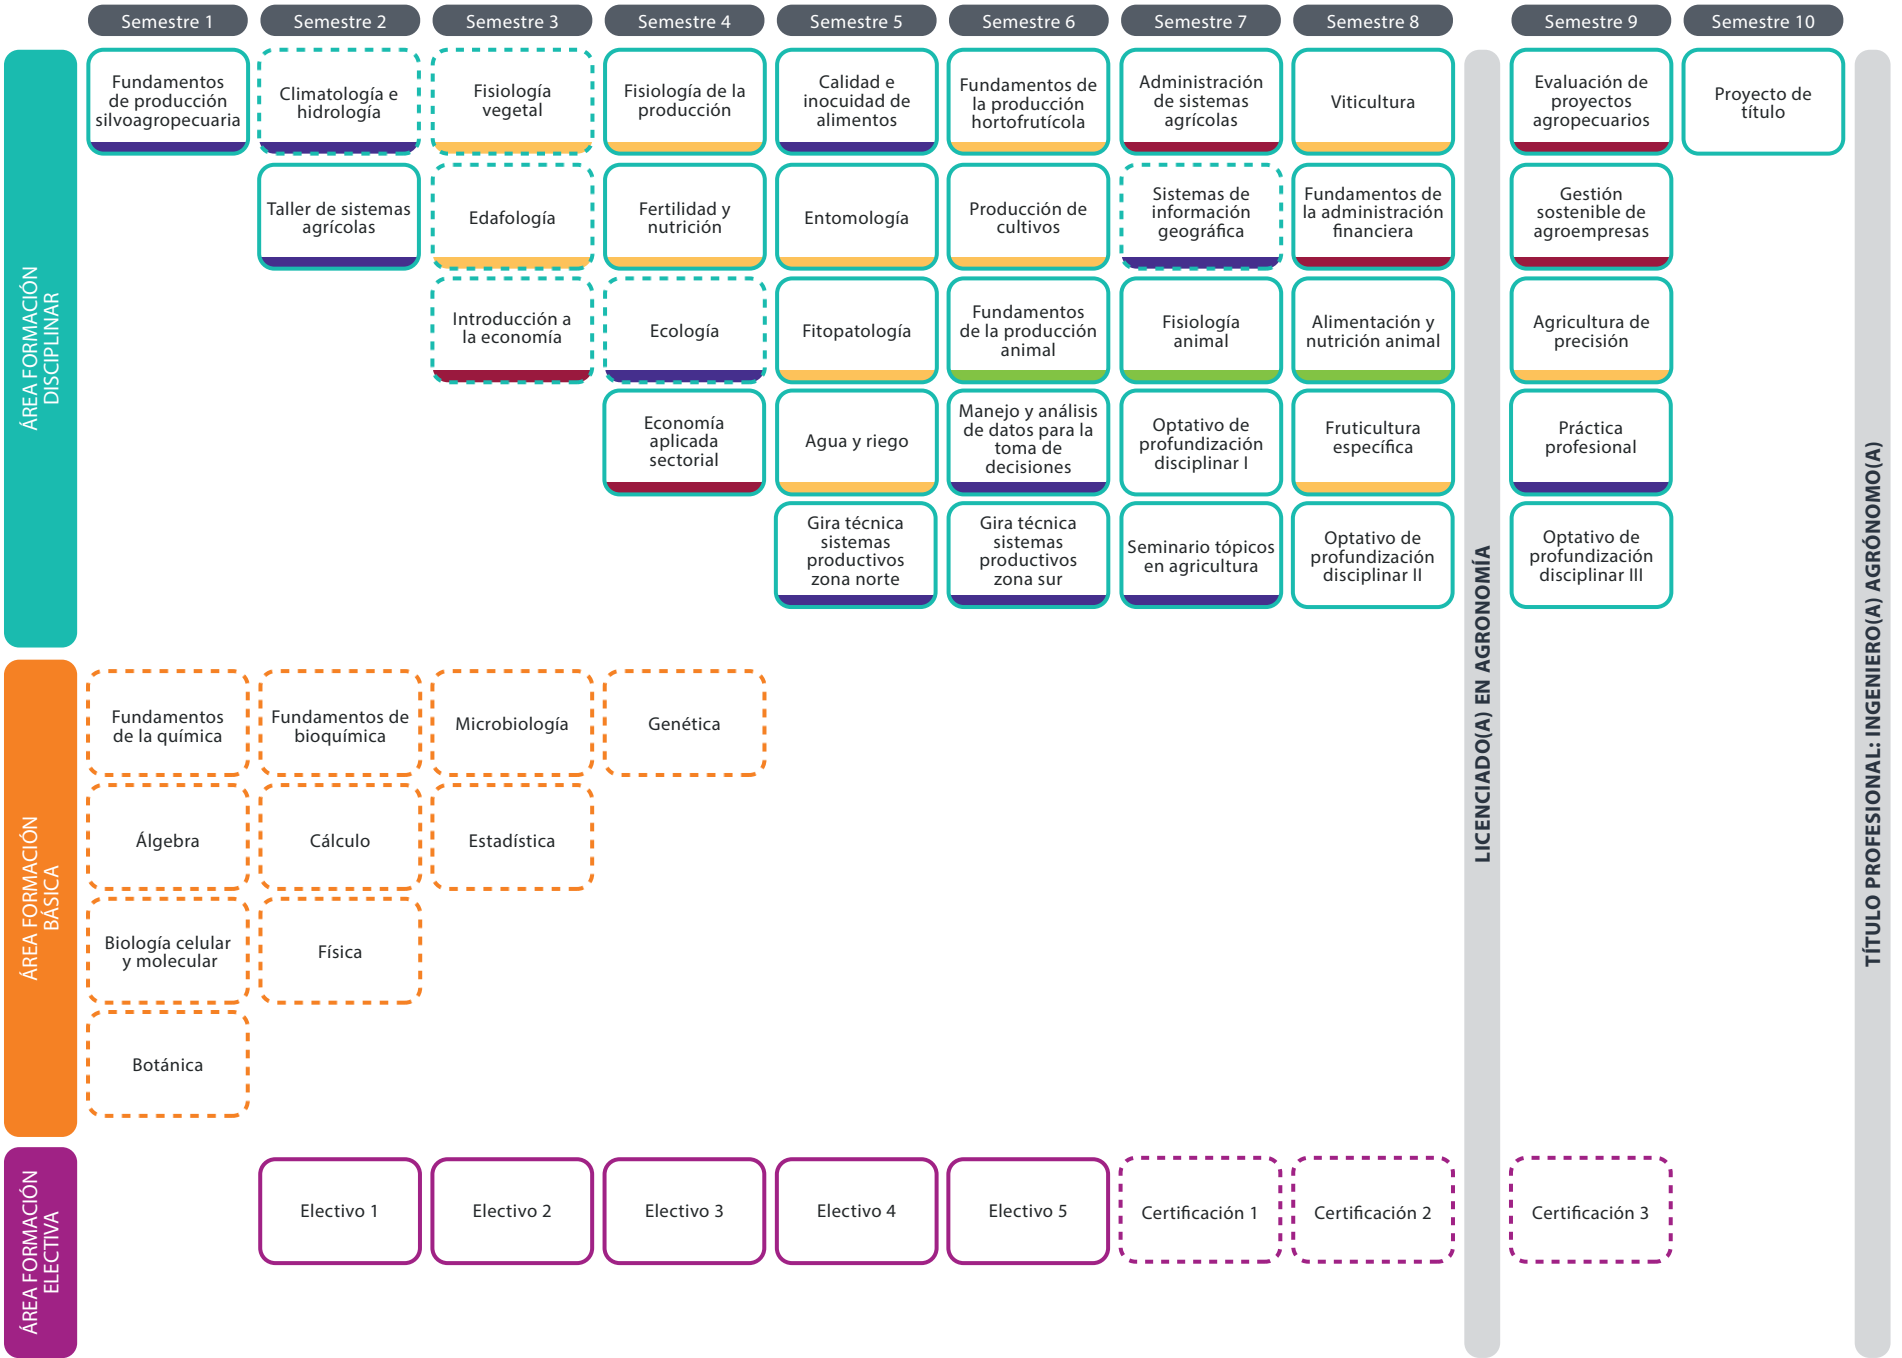 Semestre 1
Semestre 2
Semestre 3
Semestre 4
Semestre 5
Semestre 6
Semestre 7
Semestre 8
Semestre 9
Semestre 10
ÁREA FORMACIÓN
DISCIPLINAR
Fundamentos
de producción
silvoagropecuaria
Climatología e
hidrología
Fisiología
vegetal
Fisiología de la
producción
Calidad e
inocuidad de
alimentos
Fundamentos de
la producción
hortofrutícola
Administración
de sistemas
agrícolas
Viticultura
Evaluación de
proyectos
agropecuarios
Proyecto de
título
Taller de sistemas
agrícolas
Edafología
Fertilidad y
nutrición
Entomología
Producción de
cultivos
Sistemas de
información
geográfica
Fundamentos de
la administración
financiera
Gestión
sostenible de
agroempresas
Introducción a
la economía
Ecología
Fitopatología
Fundamentos
de la producción
animal
Fisiología
animal
Alimentación y
nutrición animal
Agricultura de
precisión
Economía
aplicada
sectorial
Agua y riego
Manejo y análisis
de datos para la
toma de
decisiones
Optativo de
profundización
disciplinar I
Fruticultura
específica
Práctica
profesional
Gira técnica
sistemas
productivos
zona norte
Gira técnica
sistemas
productivos
zona sur
Seminario tópicos
en agricultura
Optativo de
profundización
disciplinar II
Optativo de
profundización
disciplinar III
ÁREA FORMACIÓN
BÁSICA
Fundamentos
de la química
Fundamentos de
bioquímica
Microbiología
Genética
Álgebra
Cálculo
Estadística
Biología celular
y molecular
Física
Botánica
ÁREA FORMACIÓN
ELECTIVA
Electivo 1
Electivo 2
Electivo 3
Electivo 4
Electivo 5
Certificación 1
Certificación 2
Certificación 3
LICENCIADO(A) EN AGRONOMÍA
TÍTULO PROFESIONAL: INGENIERO(A) AGRÓNOMO(A)